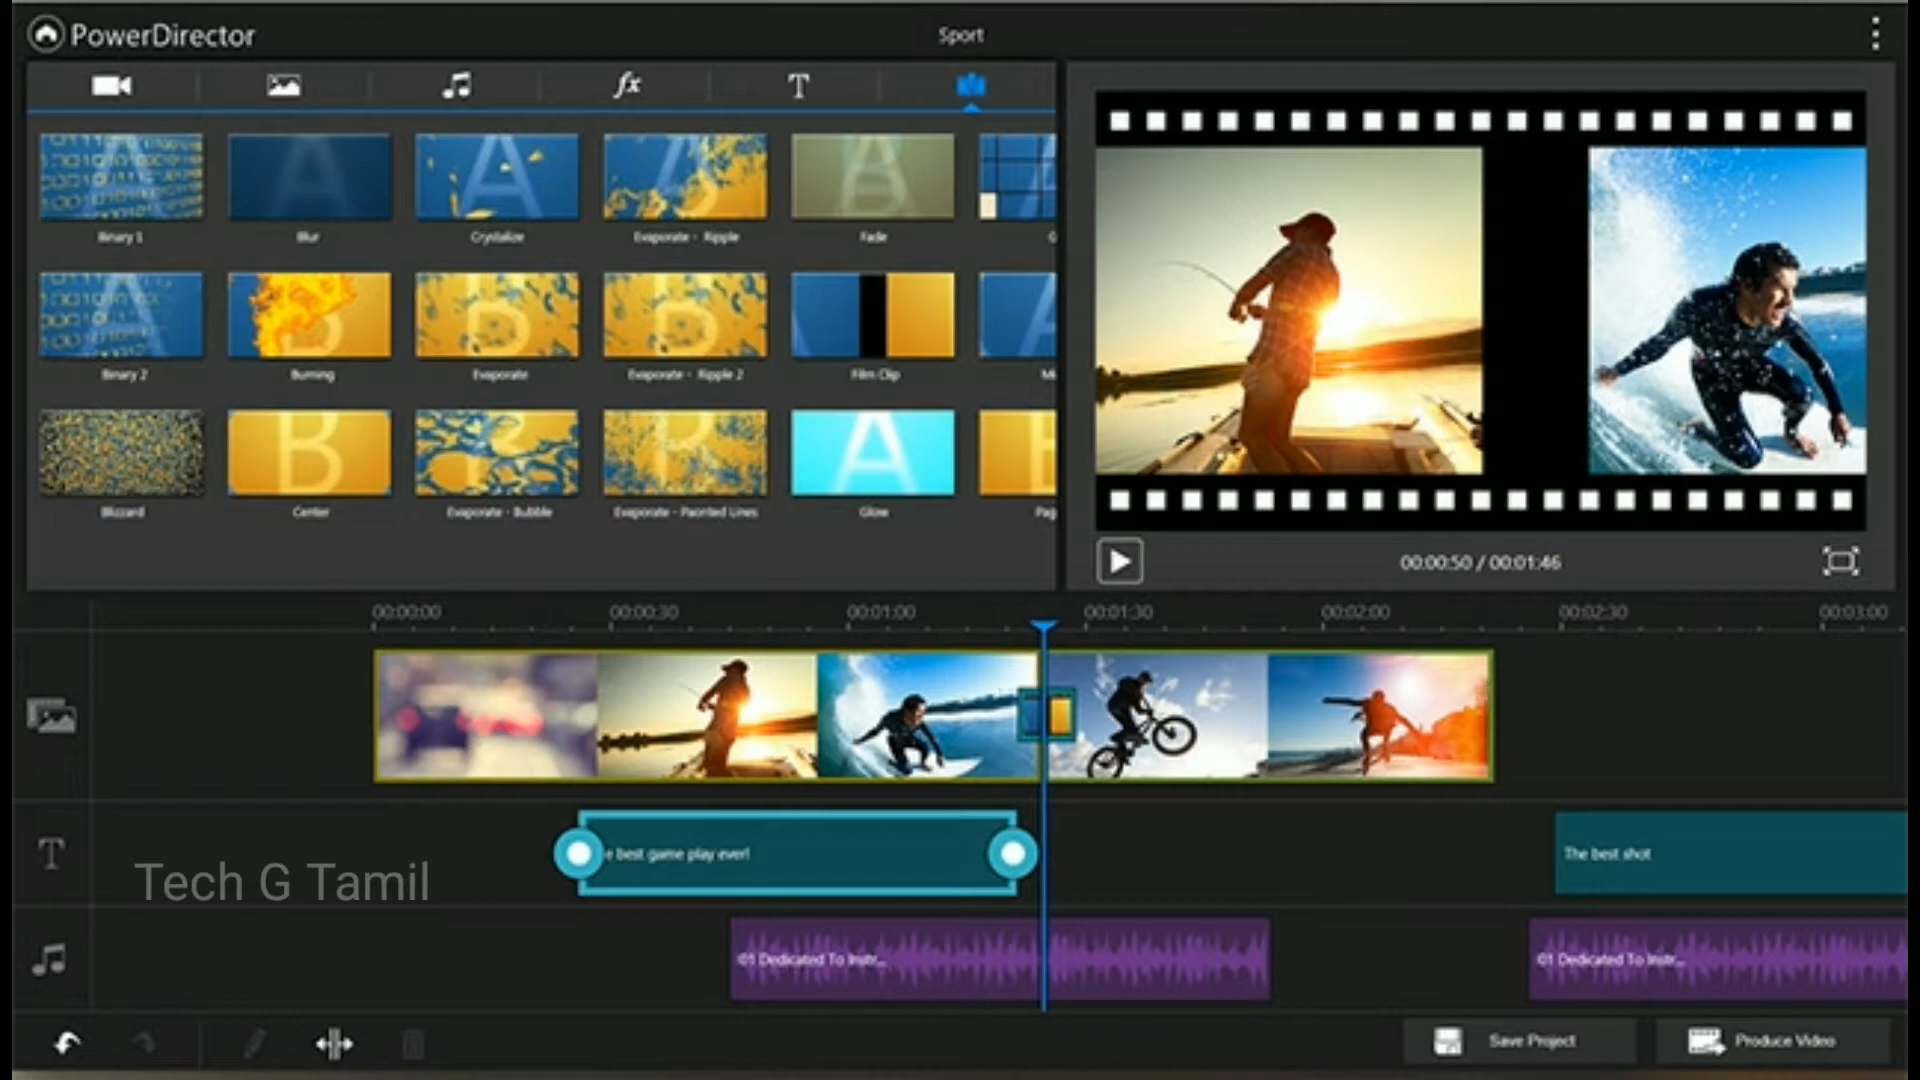 PowerDirector
Sport
T
Binary 1
Blur
Crystalize
Evaporate - Ripple
Fade
G
Binary 2
Burning
Evaporate
Evaporate - Ripple 2
Film Clip
Mi
Blizzard
Center
Evaporate - Bubble
Evaporate - Paonted Lines
Glow
Pag
00:00:50 / 00:01:46
00:00:00
00:00:30
00:01:00
00:01:30
00:02:00
00:02:30
00:03:00
T
e best game play ever!
The best shot
Tech G Tamil
01 Dedicated To Instr...
01 Dedicated To Instr...
Save Project
Produce Video